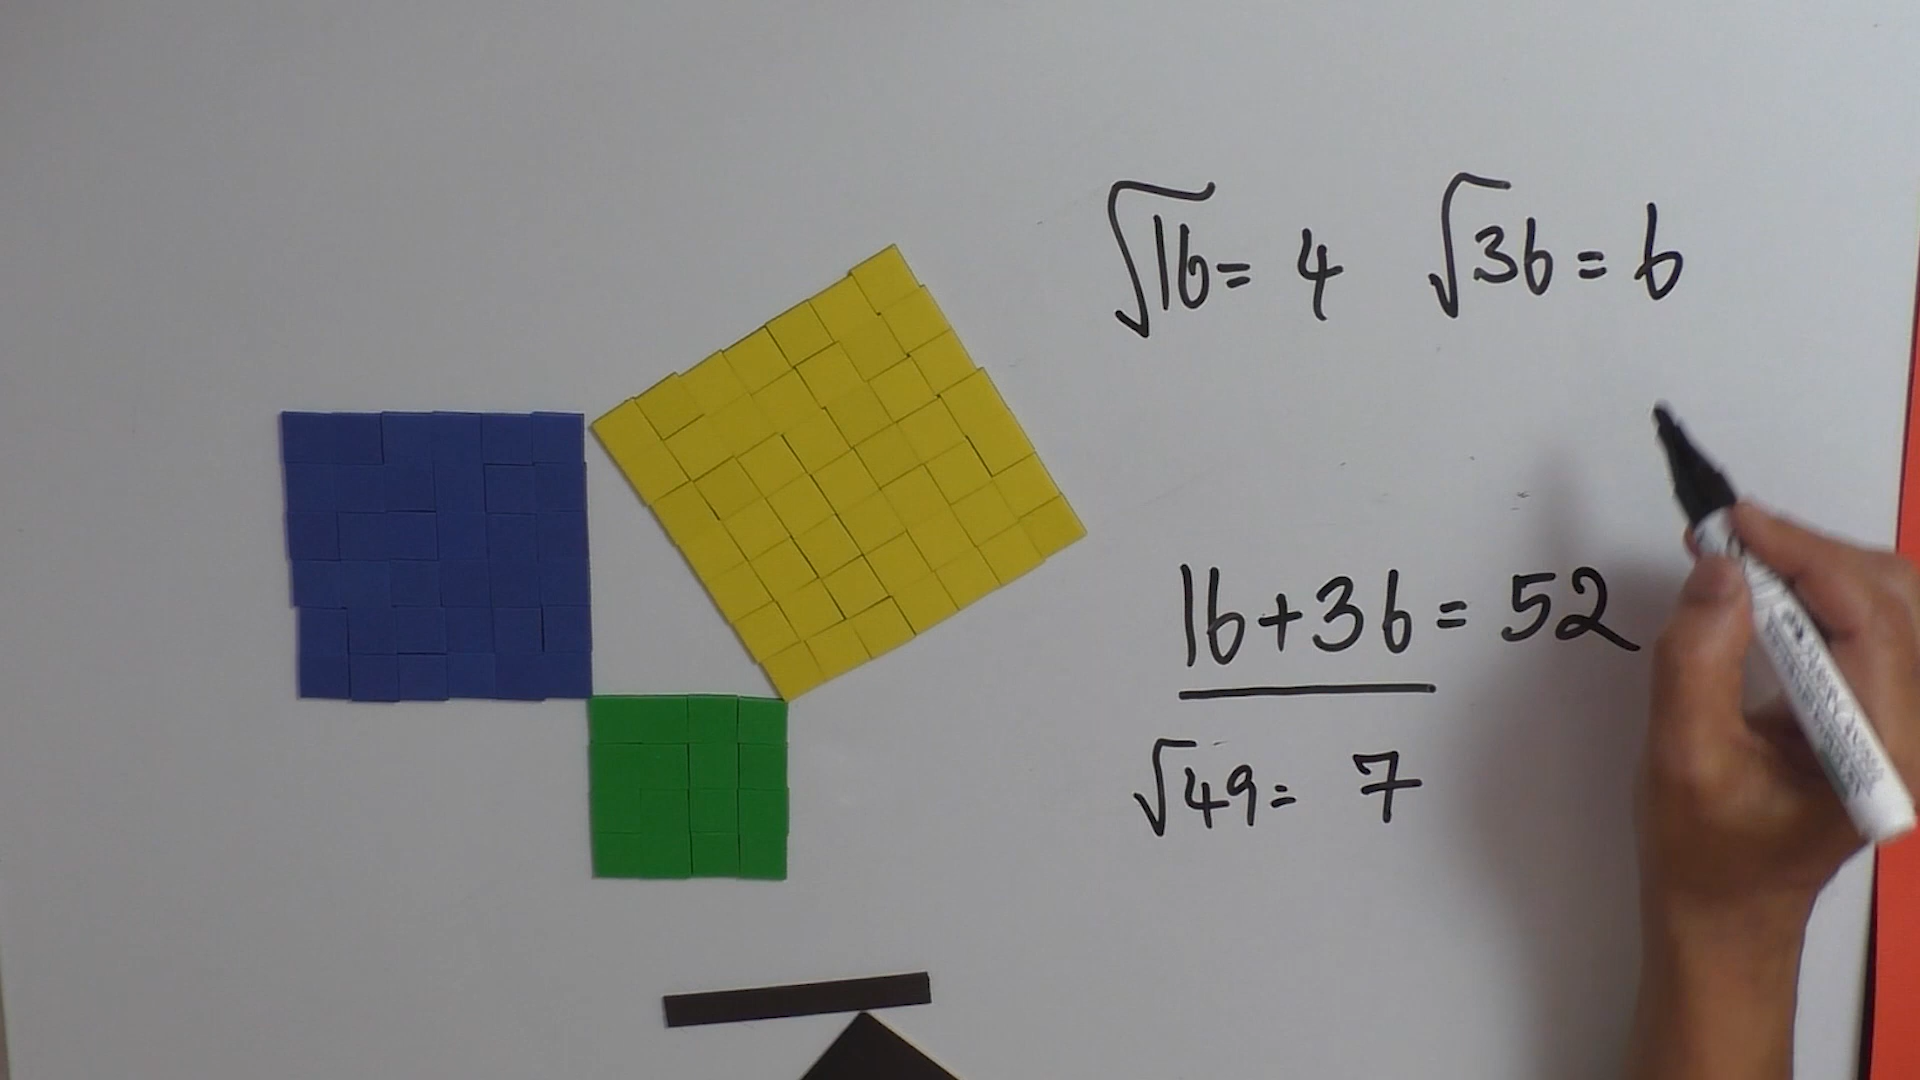 √16 = 4 √36 = 6
16+36 = 52
√49 = 7